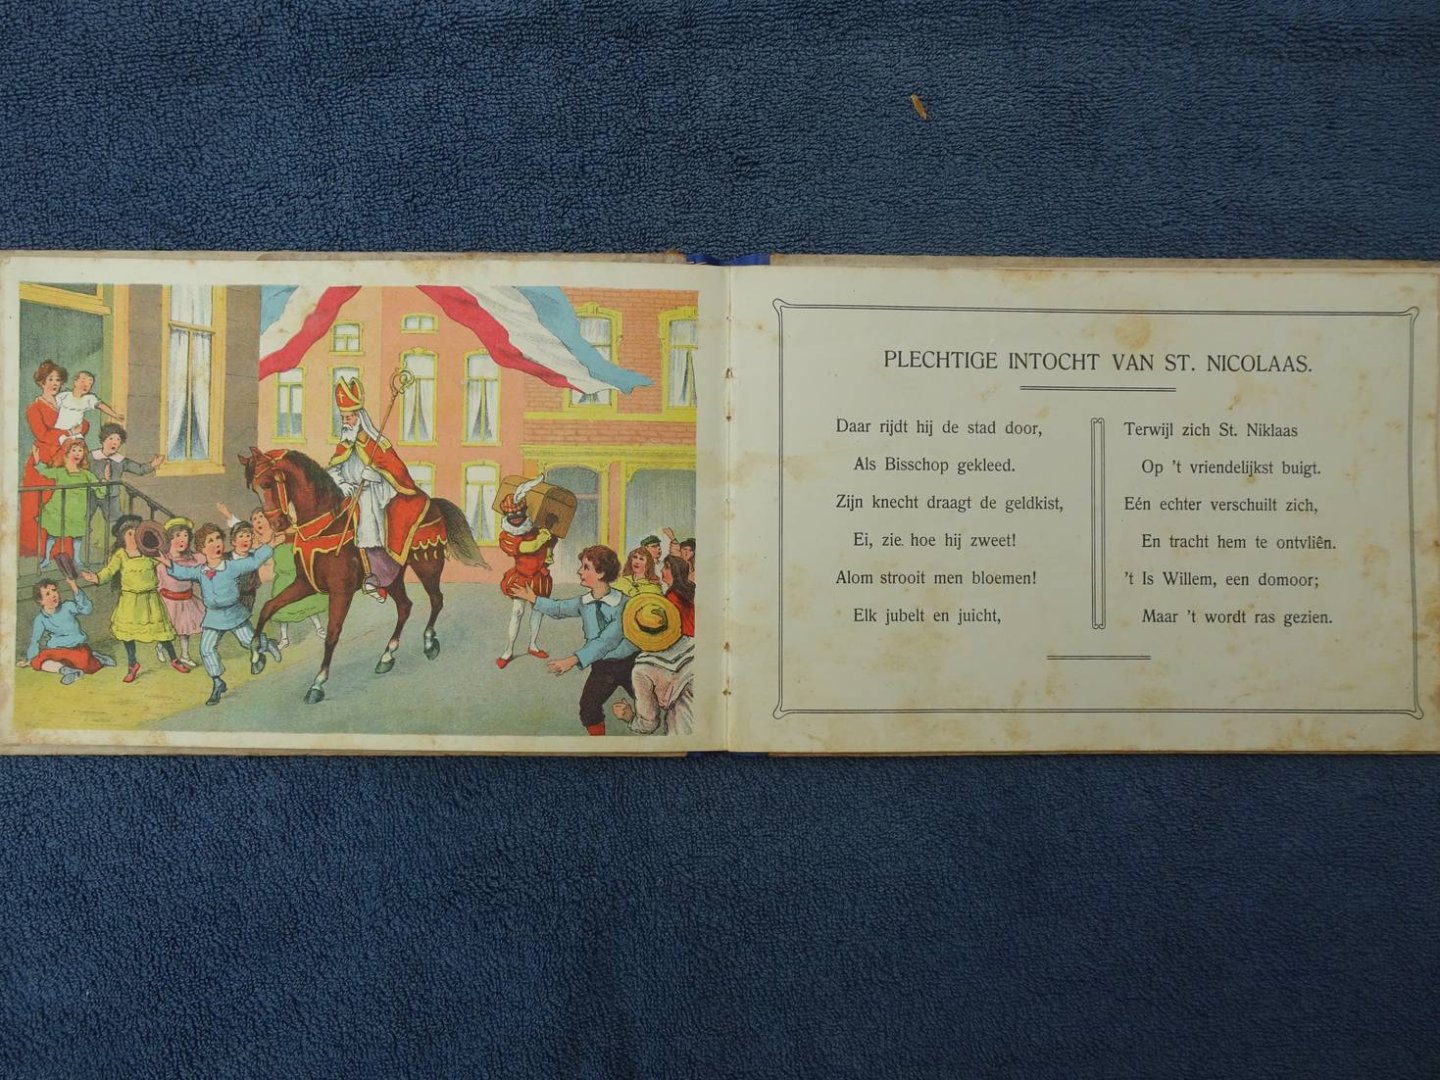 PLECHTIGE INTOCHT VAN ST. NICOLAAS.
Daar rijdt hij de stad door,
Als Bisschop gekleed.
Zijn knecht draagt de geldkist,
Ei, zie hoe hij zweet!
Alom strooit men bloemen!
Elk jubelt en juicht,
Terwijl zich St. Niklaas
Op 't vriendelijkst buigt.
Eén echter verschuilt zich,
En tracht hem te ontvliên.
't Is Willem, een domoor;
Maar 't wordt ras gezien.